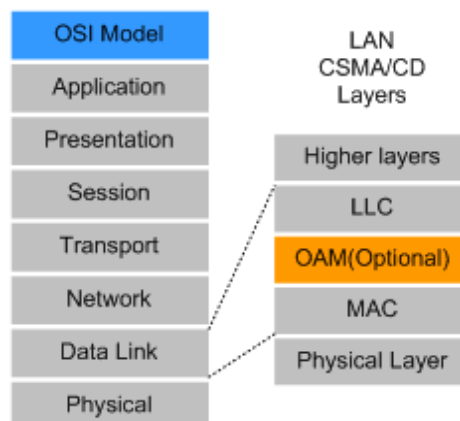 OSI Model
Application
Presentation
Session
Transport
Network
Data Link
Physical
LAN
CSMA/CD
Layers
Higher layers
LLC
OAM(Optional)
MAC
Physical Layer